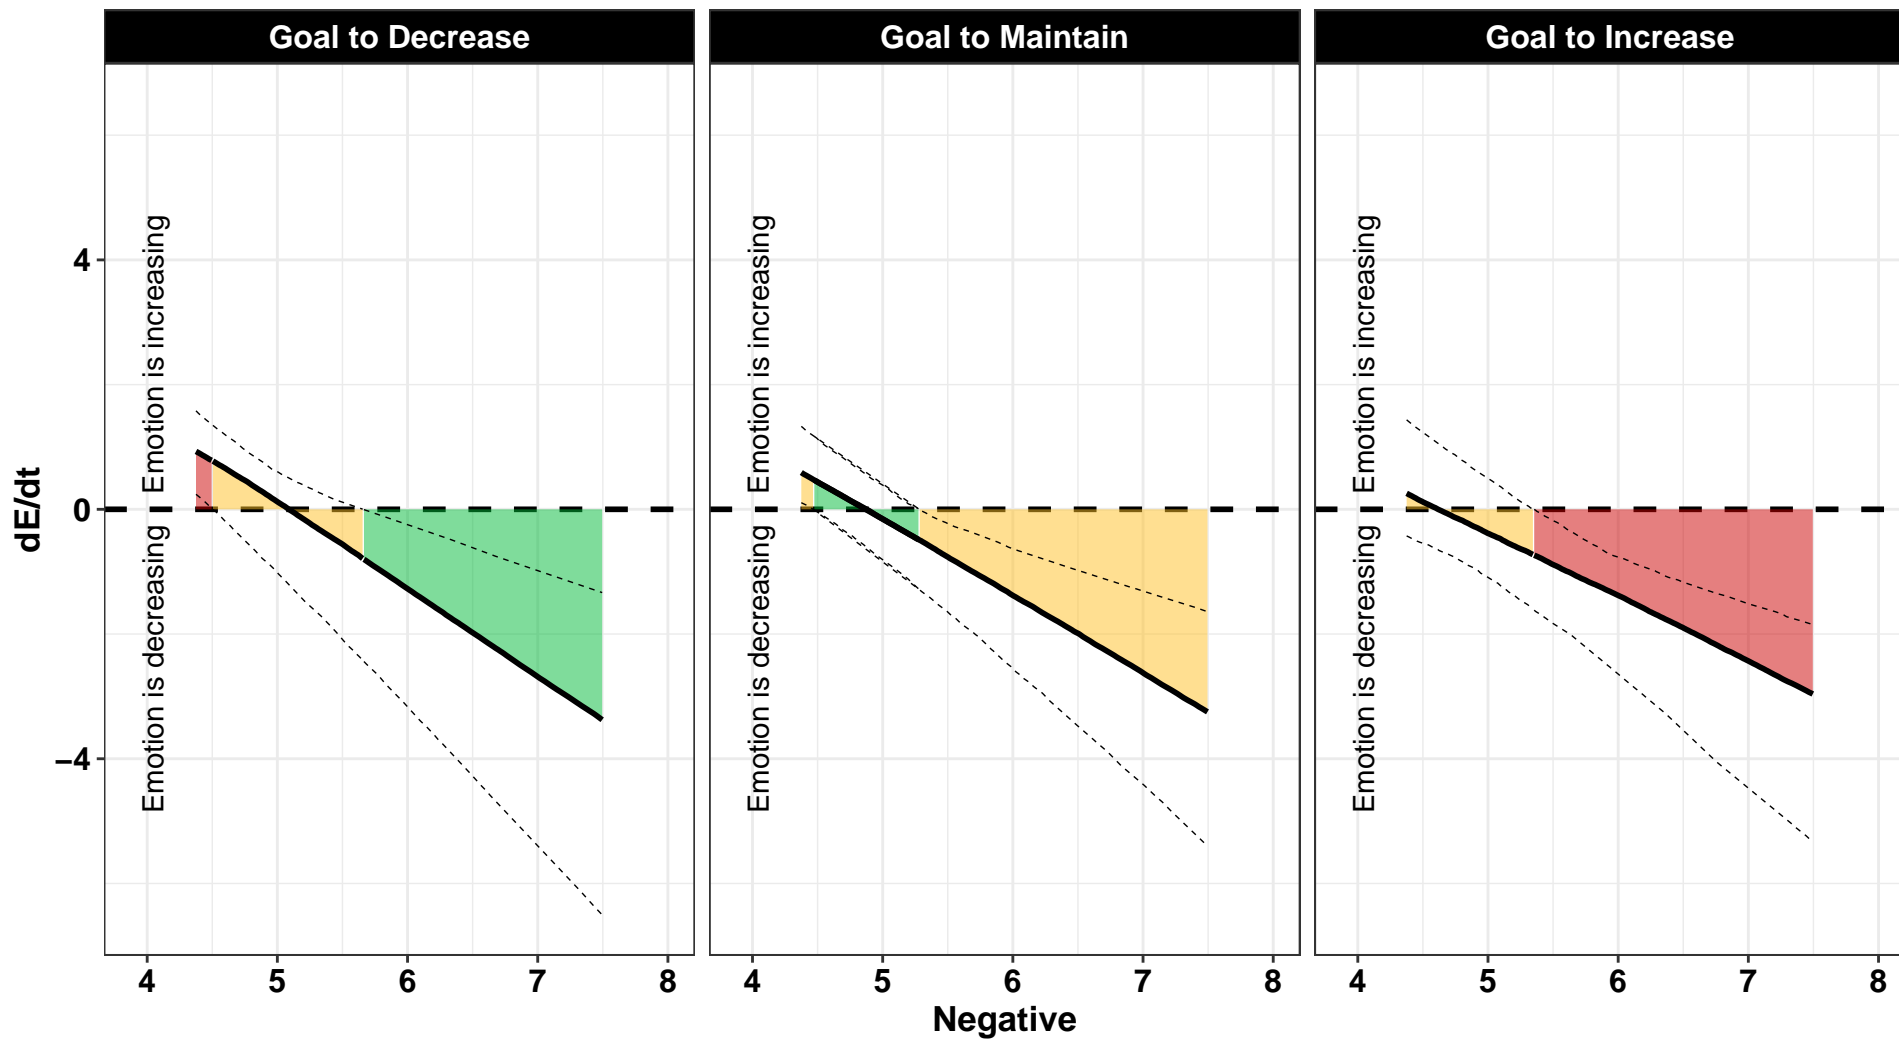 Goal to Decrease
Goal to Maintain
Goal to Increase
dE/dt
4
0
−4
Emotion is increasing
Emotion is decreasing
Emotion is increasing
Emotion is decreasing
Emotion is increasing
Emotion is decreasing
4 5 6 7 8
4 5 6 7 8
4 5 6 7 8
Negative